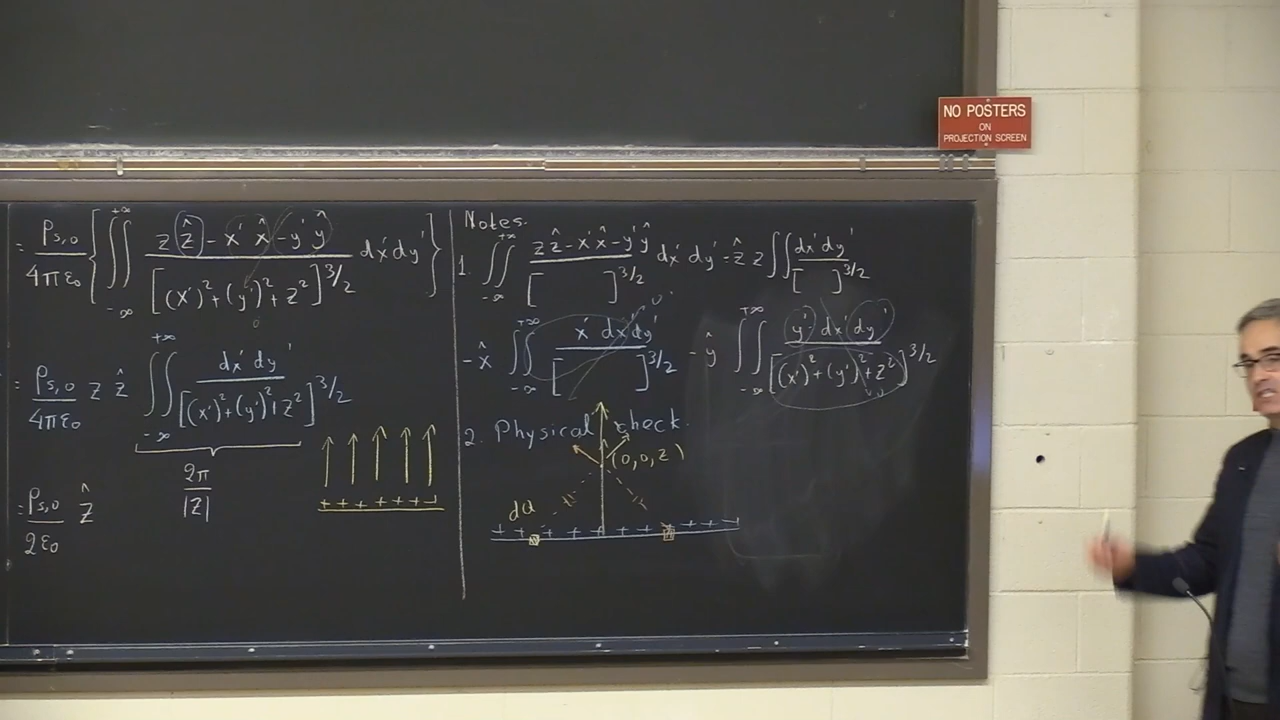 NO POSTERS
ON
PROJECTION SCREEN
= ρs,0 / 4πε₀ { ∬_{-∞}^{+∞} (z ẑ - x' x̂ - y' ŷ) / [(x')² + (y')² + z²]^{3/2} dx' dy' }
0
= ρs,0 / 4πε₀ z ẑ ∬_{-∞}^{+∞} dx' dy' / [(x')² + (y')² + z²]^{3/2}
2π / |z|
= ρs,0 / 2ε₀ ẑ
+ + + + + + +
Notes.
1. ∬_{-∞}^{+∞} (z ẑ - x' x̂ - y' ŷ) / [ ]^{3/2} dx' dy' = ẑ z ∬ dx' dy' / [ ]^{3/2}
- x̂ ∬_{-∞}^{+∞} x' dx' dy' / [ ]^{3/2} - ŷ ∬_{-∞}^{+∞} y' dx' dy' / [(x')² + (y')² + z²]^{3/2}
2. Physical check.
(0,0,z)
dQ
+ + + + + + + + + + +